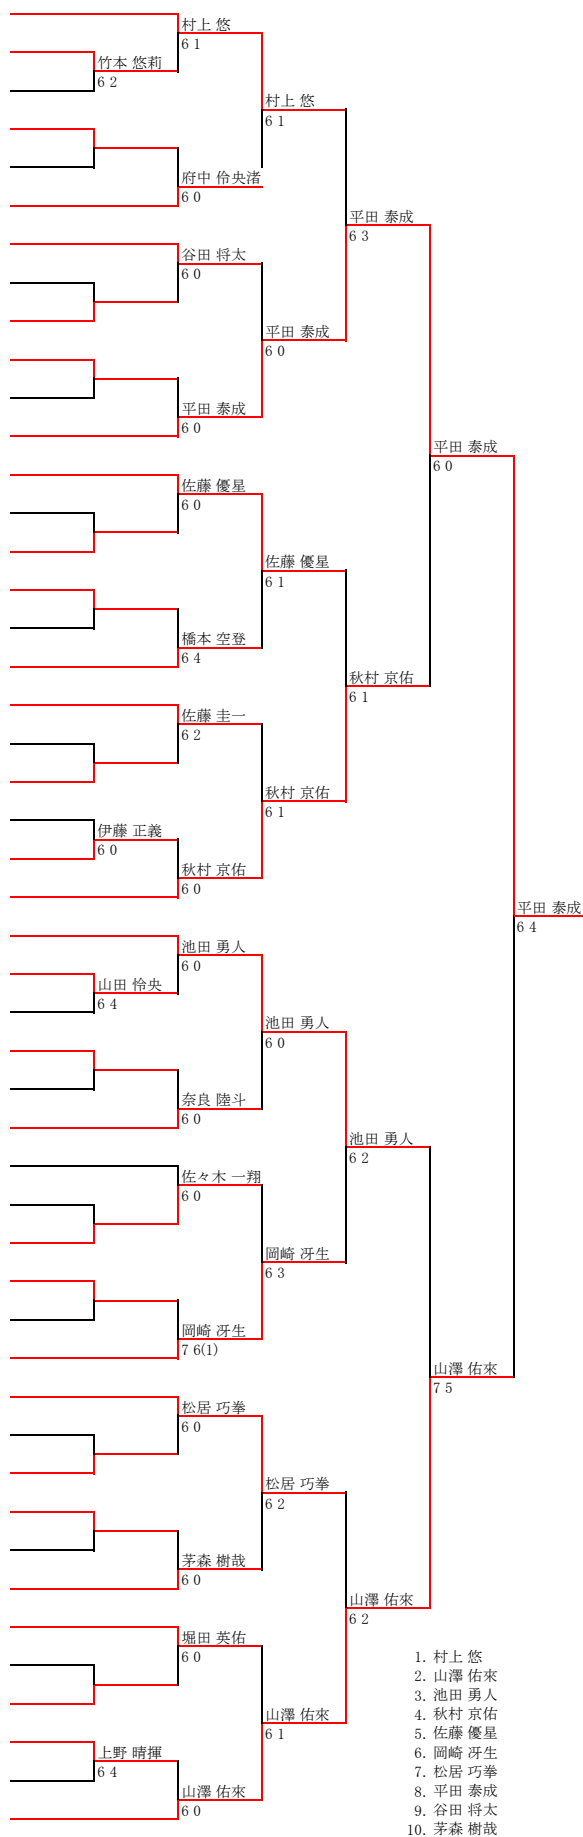 村上 悠
6 1
竹本 悠莉
6 2
村上 悠
6 1
府中 伶央渚
6 0
平田 泰成
6 3
谷田 将太
6 0
平田 泰成
6 0
平田 泰成
6 0
平田 泰成
6 0
佐藤 優星
6 0
佐藤 優星
6 1
橋本 空登
6 4
秋村 京佑
6 1
佐藤 圭一
6 2
秋村 京佑
6 1
伊藤 正義
6 0
秋村 京佑
6 0
平田 泰成
6 4
池田 勇人
6 0
山田 怜央
6 4
池田 勇人
6 0
奈良 陸斗
6 0
池田 勇人
6 2
佐々木 一翔
6 0
岡崎 冴生
6 3
岡崎 冴生
7 6(1)
山澤 佑來
7 5
松居 巧拳
6 0
松居 巧拳
6 2
茅森 樹哉
6 0
山澤 佑來
6 2
堀田 英佑
6 0
山澤 佑來
6 1
上野 晴揮
6 4
山澤 佑來
6 0
1. 村上 悠
2. 山澤 佑來
3. 池田 勇人
4. 秋村 京佑
5. 佐藤 優星
6. 岡崎 冴生
7. 松居 巧拳
8. 平田 泰成
9. 谷田 将太
10. 茅森 樹哉